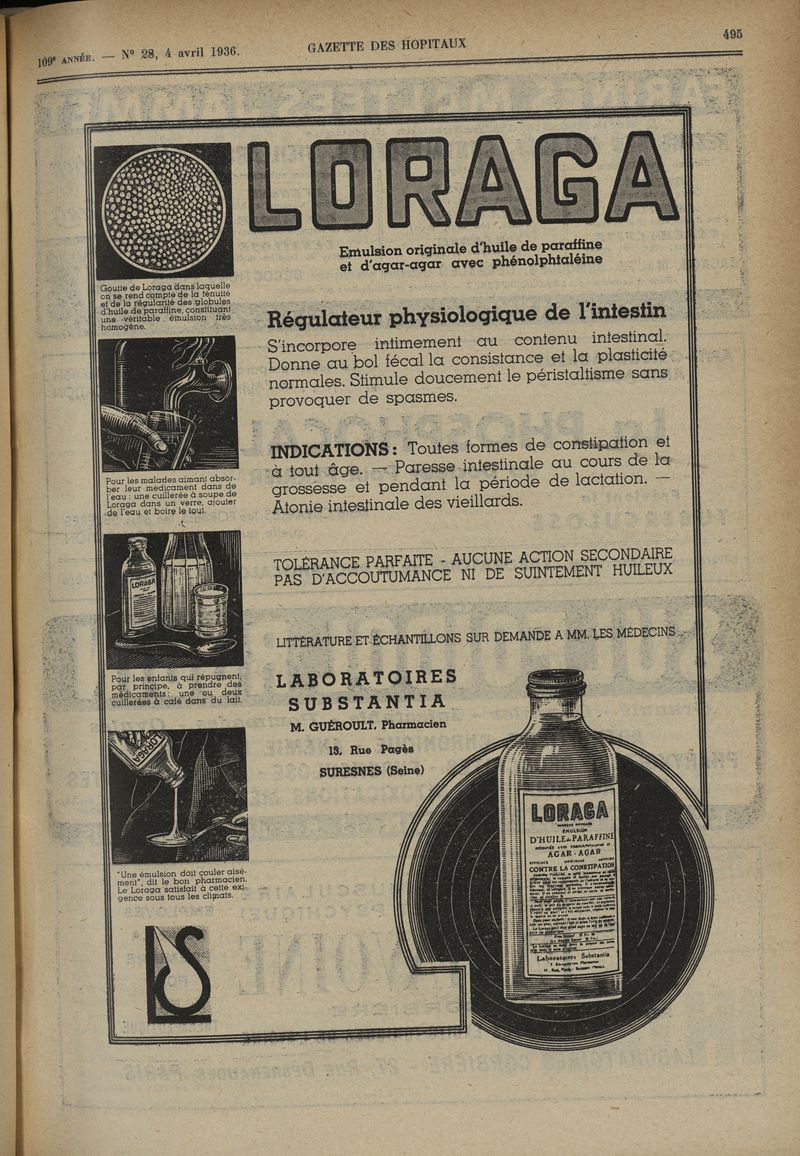 109e ANNÉE. — N° 28, 4 avril 1936.
GAZETTE DES HOPITAUX
495
LORAGA
Emulsion originale d'huile de paraffine
et d'agar-agar avec phénolphtaléine
Goutte de Loraga dans laquelle
on se rend compte de la ténuité
et de la régularité des globules
d'huile de paraffine, constituant
une véritable émulsion très
homogène.
Régulateur physiologique de l'intestin
S'incorpore intimement au contenu intestinal.
Donne au bol fécal la consistance et la plasticité
normales. Stimule doucement le péristaltisme sans
provoquer de spasmes.
INDICATIONS : Toutes formes de constipation et
à tout âge. — Paresse intestinale au cours de la
grossesse et pendant la période de lactation. —
Atonie intestinale des vieillards.
Pour les malades aimant absor-
ber leur médicament dans de
l'eau : une cuillerée à soupe de
Loraga dans un verre, ajouter
de l'eau et boire le tout.
TOLÉRANCE PARFAITE - AUCUNE ACTION SECONDAIRE
PAS D'ACCOUTUMANCE NI DE SUINTEMENT HUILEUX
LORAGA
LITTÉRATURE ET ÉCHANTILLONS SUR DEMANDE A MM. LES MÉDECINS
Pour les enfants qui répugnent,
par principe, à prendre des
médicaments : une ou deux
cuillerées à café dans du lait.
LABORATOIRES
SUBSTANTIA
M. GUÉROULT, Pharmacien
13, Rue Pagès
SURESNES (Seine)
LORAGA
"Une émulsion doit couler aisé-
ment", dit le bon pharmacien.
Le Loraga satisfait à cette exi-
gence sous tous les climats.
LS
LORAGA
EMULSION
D'HUILE DE PARAFFINE
AGAR-AGAR
CONTRE LA CONSTIPATION
Laboratoires Substantia